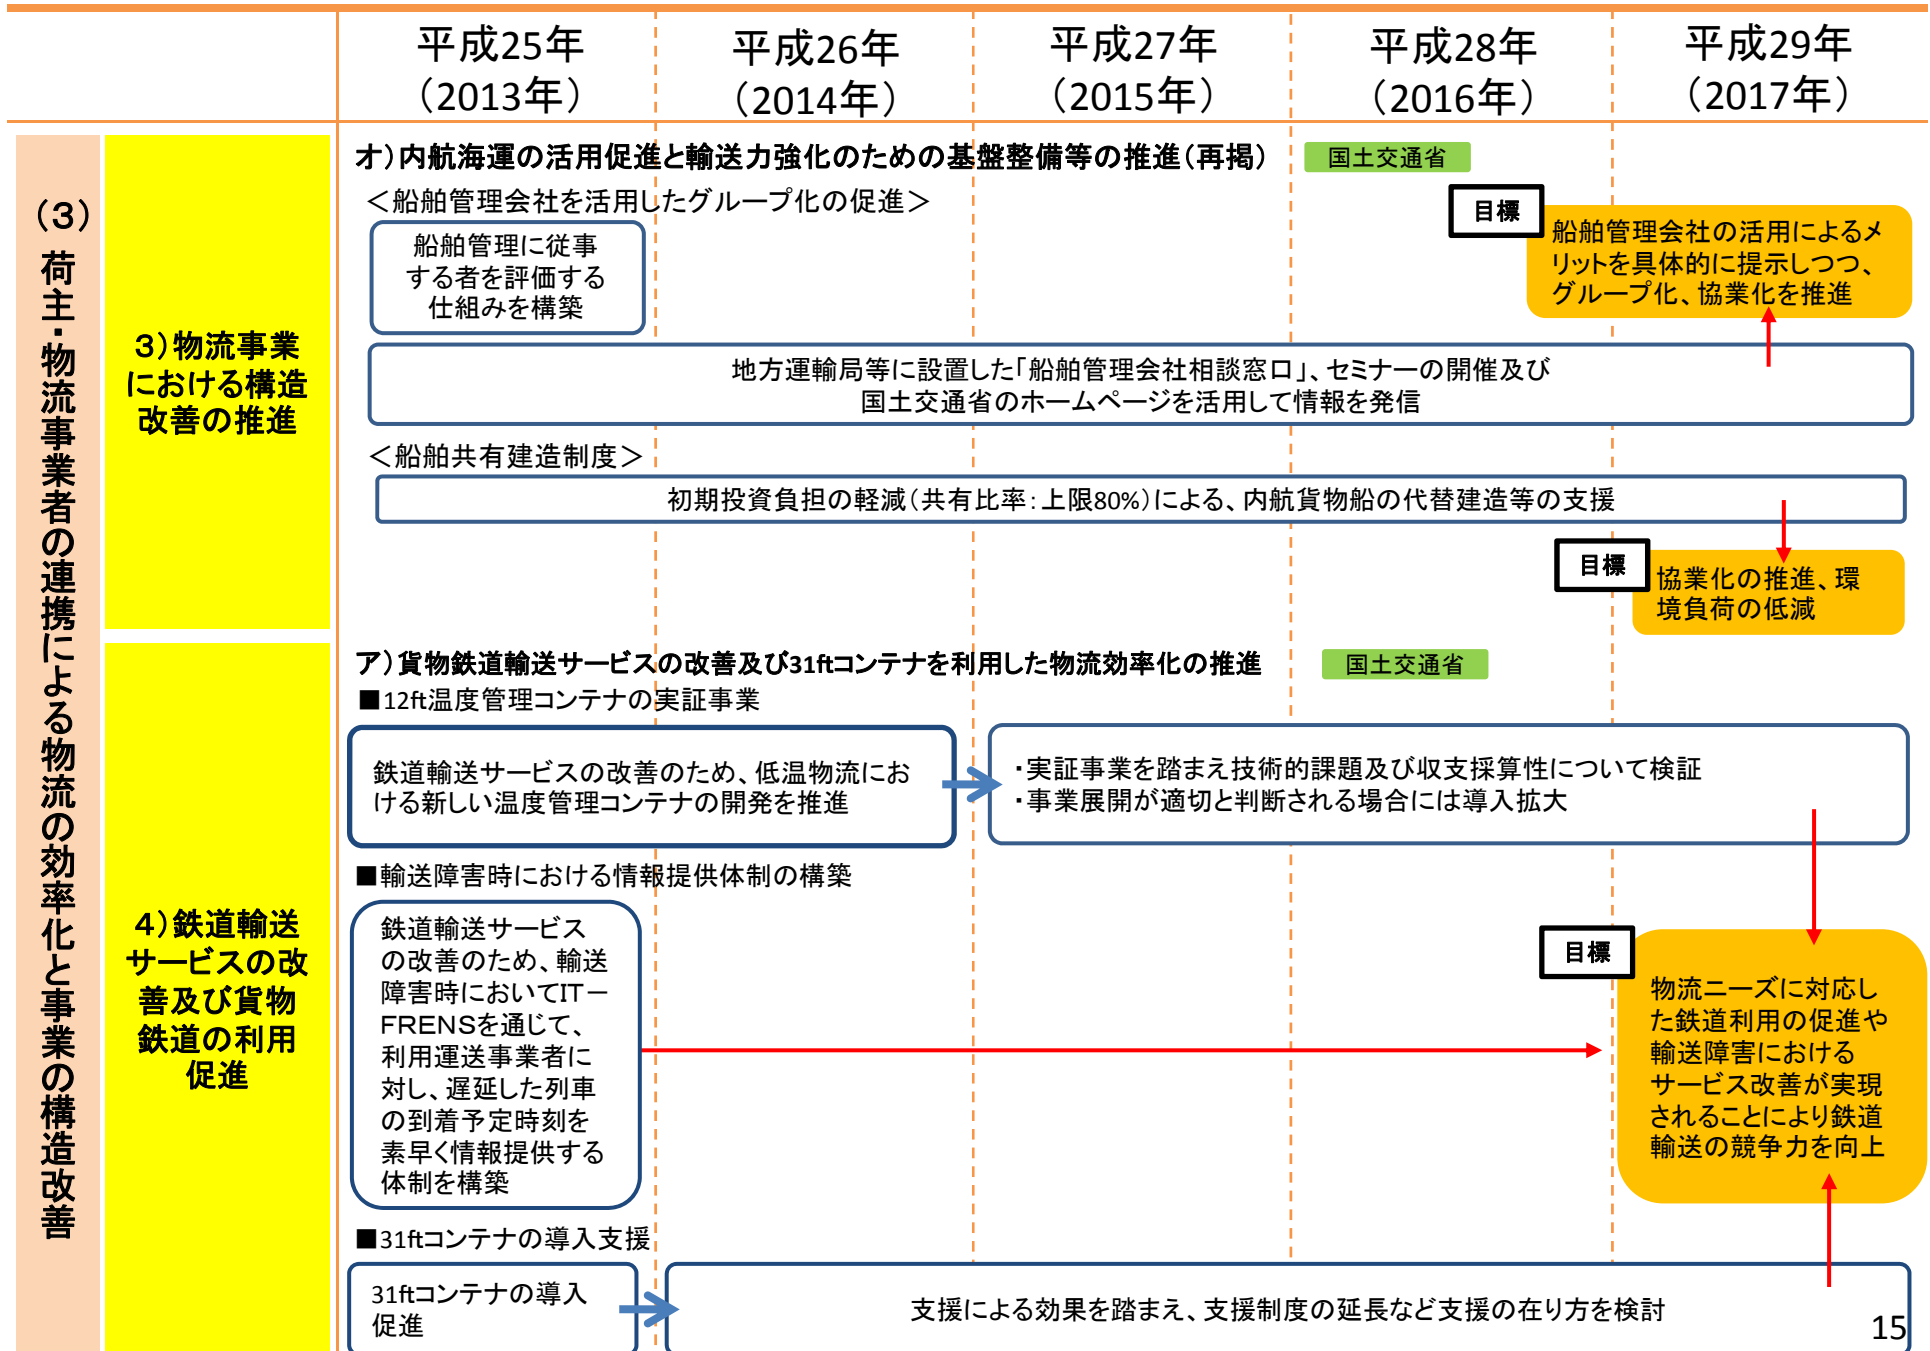 平成25年
（2013年）
平成26年
（2014年）
平成27年
（2015年）
平成28年
（2016年）
平成29年
（2017年）
（３）荷主・物流事業者の連携による物流の効率化と事業の構造改善
３）物流事業
における構造
改善の推進
オ）内航海運の活用促進と輸送力強化のための基盤整備等の推進（再掲）
国土交通省
＜船舶管理会社を活用したグループ化の促進＞
船舶管理に従事
する者を評価する
仕組みを構築
目標
船舶管理会社の活用によるメ
リットを具体的に提示しつつ、
グループ化、協業化を推進
地方運輸局等に設置した「船舶管理会社相談窓口」、セミナーの開催及び
国土交通省のホームページを活用して情報を発信
＜船舶共有建造制度＞
初期投資負担の軽減（共有比率：上限80%）による、内航貨物船の代替建造等の支援
目標
協業化の推進、環
境負荷の低減
４）鉄道輸送
サービスの改
善及び貨物
鉄道の利用
促進
ア）貨物鉄道輸送サービスの改善及び31ftコンテナを利用した物流効率化の推進
国土交通省
■12ft温度管理コンテナの実証事業
鉄道輸送サービスの改善のため、低温物流にお
ける新しい温度管理コンテナの開発を推進
・実証事業を踏まえ技術的課題及び収支採算性について検証
・事業展開が適切と判断される場合には導入拡大
■輸送障害時における情報提供体制の構築
鉄道輸送サービス
の改善のため、輸送
障害時においてIT－
FRENSを通じて、
利用運送事業者に
対し、遅延した列車
の到着予定時刻を
素早く情報提供する
体制を構築
目標
物流ニーズに対応し
た鉄道利用の促進や
輸送障害における
サービス改善が実現
されることにより鉄道
輸送の競争力を向上
■31ftコンテナの導入支援
31ftコンテナの導入
促進
支援による効果を踏まえ、支援制度の延長など支援の在り方を検討
15